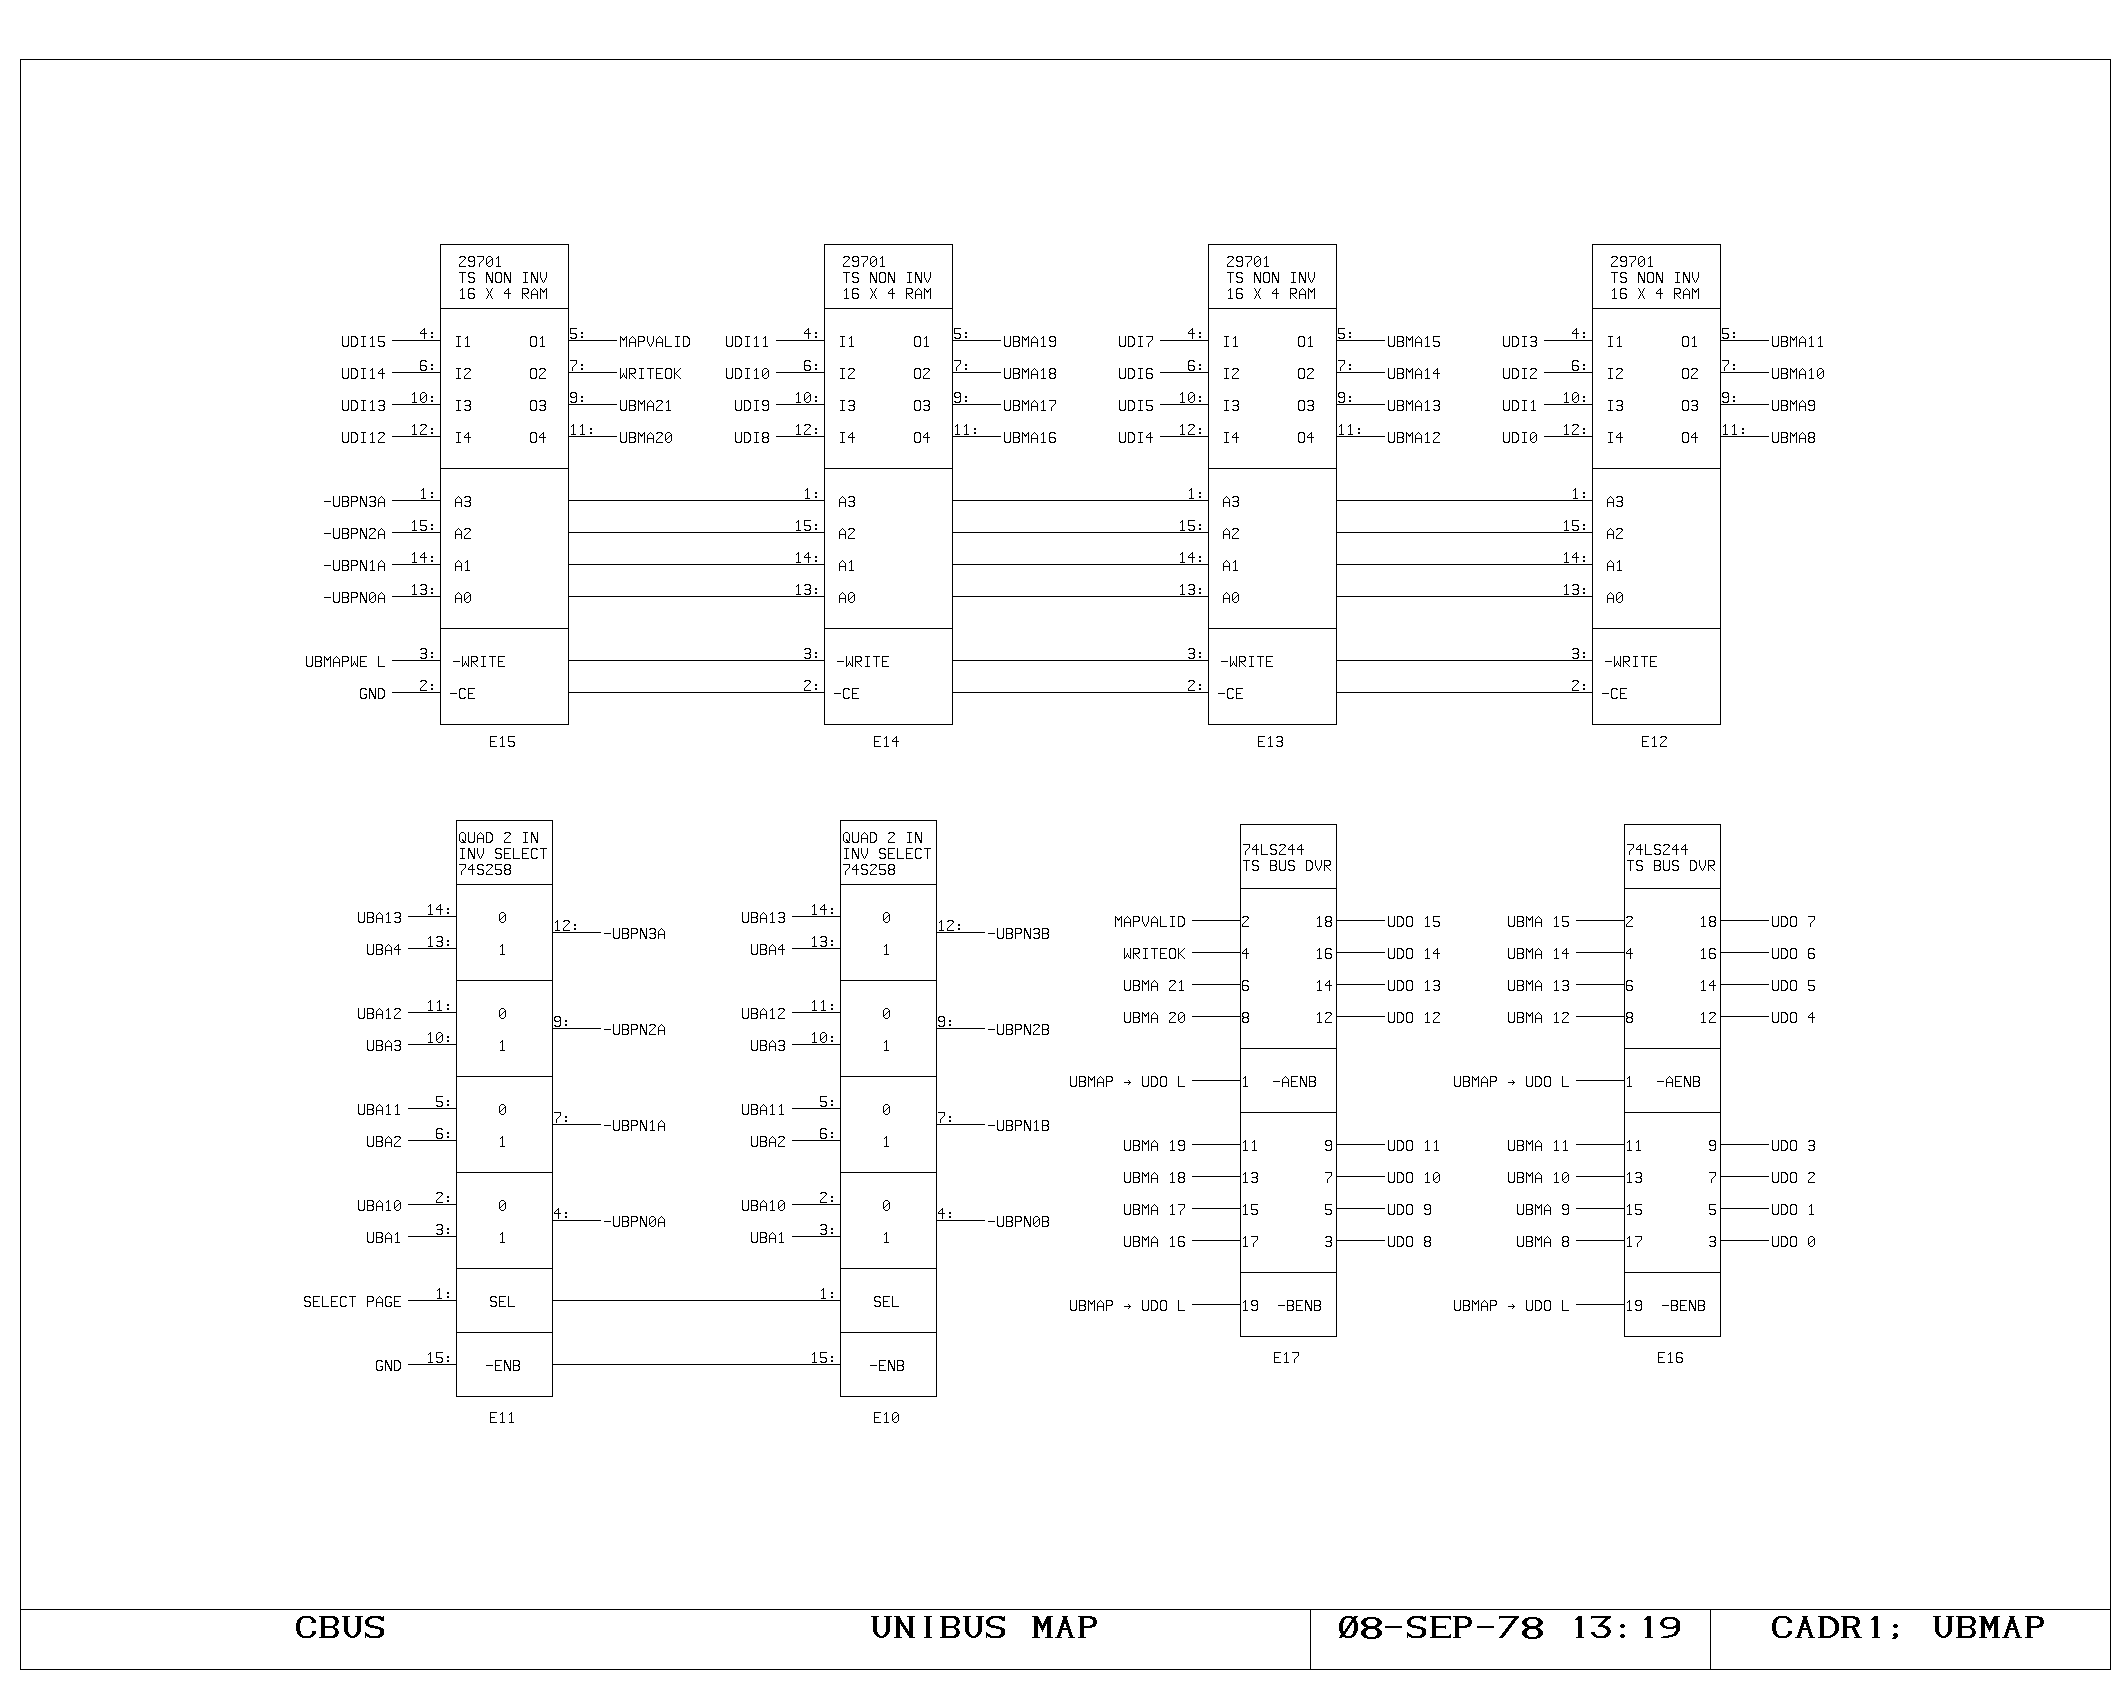 29701 29701 29701 29701
TS NON INV TS NON INV TS NON INV TS NON INV
16 X 4 RAM 16 X 4 RAM 16 X 4 RAM 16 X 4 RAM
UDI15 4: I1 O1 5: MAPVALID UDI11 4: I1 O1 5: UBMA19 UDI7 4: I1 O1 5: UBMA15 UDI3 4: I1 O1 5: UBMA11
UDI14 6: I2 O2 7: WRITEOK UDI10 6: I2 O2 7: UBMA18 UDI6 6: I2 O2 7: UBMA14 UDI2 6: I2 O2 7: UBMA10
UDI13 10: I3 O3 9: UBMA21 UDI9 10: I3 O3 9: UBMA17 UDI5 10: I3 O3 9: UBMA13 UDI1 10: I3 O3 9: UBMA9
UDI12 12: I4 O4 11: UBMA20 UDI8 12: I4 O4 11: UBMA16 UDI4 12: I4 O4 11: UBMA12 UDI0 12: I4 O4 11: UBMA8
-UBPN3A 1: A3 1: A3 1: A3 1: A3
-UBPN2A 15: A2 15: A2 15: A2 15: A2
-UBPN1A 14: A1 14: A1 14: A1 14: A1
-UBPN0A 13: A0 13: A0 13: A0 13: A0
UBMAPWE L 3: -WRITE 3: -WRITE 3: -WRITE 3: -WRITE
GND 2: -CE 2: -CE 2: -CE 2: -CE
E15 E14 E13 E12
QUAD 2 IN QUAD 2 IN
INV SELECT INV SELECT 74LS244 74LS244
74S258 74S258 TS BUS DVR TS BUS DVR
UBA13 14: 0 UBA13 14: 0 MAPVALID 2 18 UDO 15 UBMA 15 2 18 UDO 7
12: -UBPN3A 12: -UBPN3B
UBA4 13: 1 UBA4 13: 1 WRITEOK 4 16 UDO 14 UBMA 14 4 16 UDO 6
UBMA 21 6 14 UDO 13 UBMA 13 6 14 UDO 5
UBA12 11: 0 UBA12 11: 0 UBMA 20 8 12 UDO 12 UBMA 12 8 12 UDO 4
9: -UBPN2A 9: -UBPN2B
UBA3 10: 1 UBA3 10: 1
UBMAP → UDO L 1 -AENB UBMAP → UDO L 1 -AENB
UBA11 5: 0 UBA11 5: 0
7: -UBPN1A 7: -UBPN1B
UBA2 6: 1 UBA2 6: 1 UBMA 19 11 9 UDO 11 UBMA 11 11 9 UDO 3
UBMA 18 13 7 UDO 10 UBMA 10 13 7 UDO 2
UBA10 2: 0 UBA10 2: 0 UBMA 17 15 5 UDO 9 UBMA 9 15 5 UDO 1
4: -UBPN0A 4: -UBPN0B
UBA1 3: 1 UBA1 3: 1 UBMA 16 17 3 UDO 8 UBMA 8 17 3 UDO 0
SELECT PAGE 1: SEL 1: SEL UBMAP → UDO L 19 -BENB UBMAP → UDO L 19 -BENB
GND 15: -ENB 15: -ENB E17 E16
E11 E10
CBUS UNIBUS MAP 08-SEP-78 13:19 CADR1; UBMAP